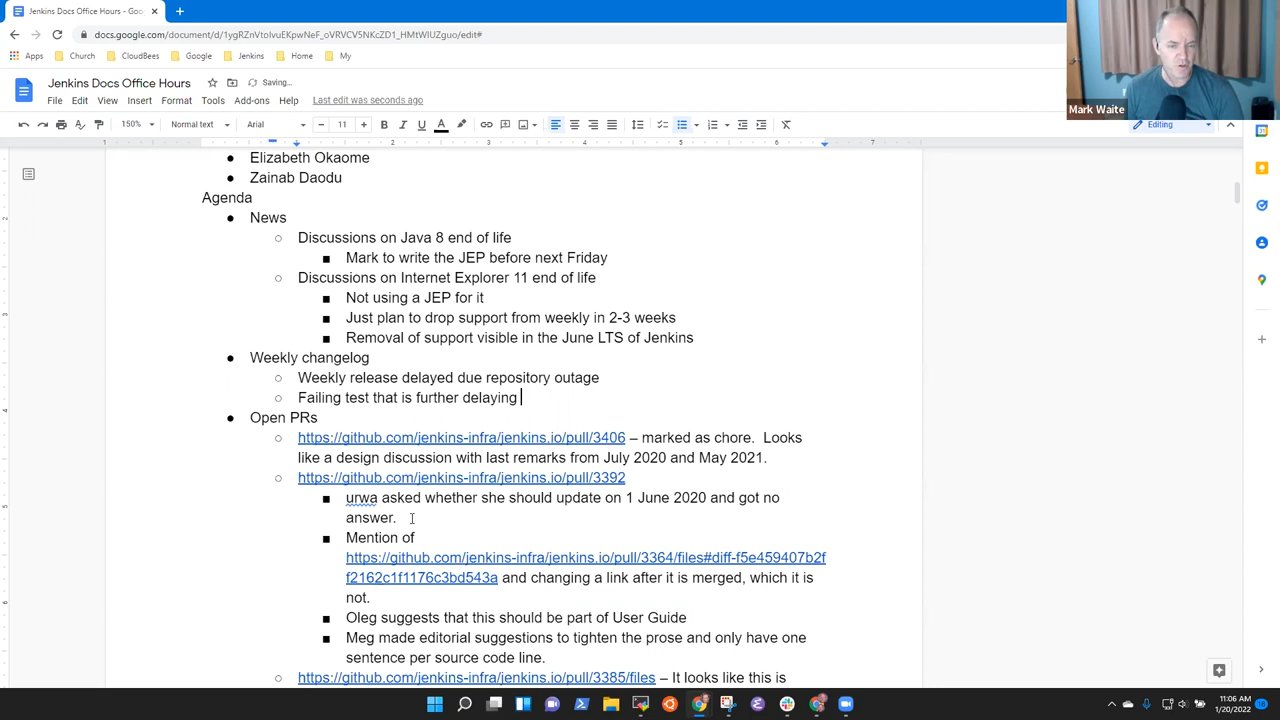 Jenkins Docs Office Hours - Goo
docs.google.com/document/d/1ygRZnVtoIvuEKpwNeF_oVRVCV5NKcZD1_HMtWIUZguo/edit#
Apps Church CloudBees Google Jenkins Home My
Mark Waite
Jenkins Docs Office Hours Saving...
File Edit View Insert Format Tools Add-ons Help Last edit was seconds ago
150% Normal text Arial 11 Editing
1 1 2 3 4 5 6 7
Elizabeth Okaome
Zainab Daodu
Agenda
News
Discussions on Java 8 end of life
Mark to write the JEP before next Friday
Discussions on Internet Explorer 11 end of life
Not using a JEP for it
Just plan to drop support from weekly in 2-3 weeks
Removal of support visible in the June LTS of Jenkins
Weekly changelog
Weekly release delayed due repository outage
Failing test that is further delaying
Open PRs
https://github.com/jenkins-infra/jenkins.io/pull/3406 – marked as chore. Looks
like a design discussion with last remarks from July 2020 and May 2021.
https://github.com/jenkins-infra/jenkins.io/pull/3392
urwa asked whether she should update on 1 June 2020 and got no
answer.
Mention of
https://github.com/jenkins-infra/jenkins.io/pull/3364/files#diff-f5e459407b2f
f2162c1f1176c3bd543a and changing a link after it is merged, which it is
not.
Oleg suggests that this should be part of User Guide
Meg made editorial suggestions to tighten the prose and only have one
sentence per source code line.
https://github.com/jenkins-infra/jenkins.io/pull/3385/files – It looks like this is
11:06 AM
1/20/2022